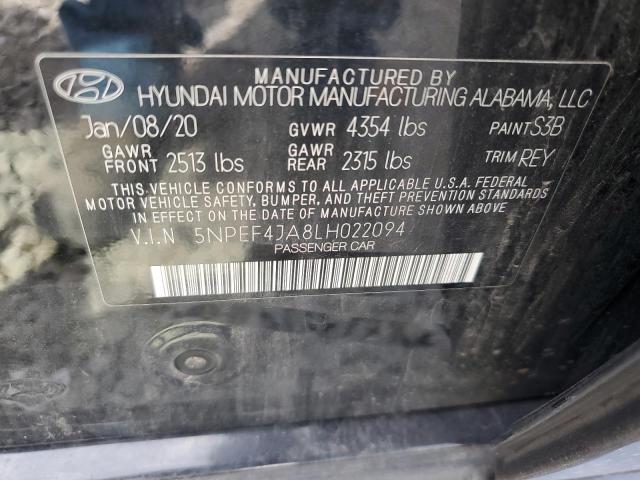 MANUFACTURED BY
HYUNDAI MOTOR MANUFACTURING ALABAMA, LLC
Jan/08/20 GVWR 4354 lbs PAINT S3B
GAWR FRONT 2513 lbs GAWR REAR 2315 lbs TRIM REY
THIS VEHICLE CONFORMS TO ALL APPLICABLE U.S.A. FEDERAL
MOTOR VEHICLE SAFETY, BUMPER, AND THEFT PREVENTION STANDARDS
IN EFFECT ON THE DATE OF MANUFACTURE SHOWN ABOVE.
V.I.N 5NPEF4JA8LH022094
PASSENGER CAR